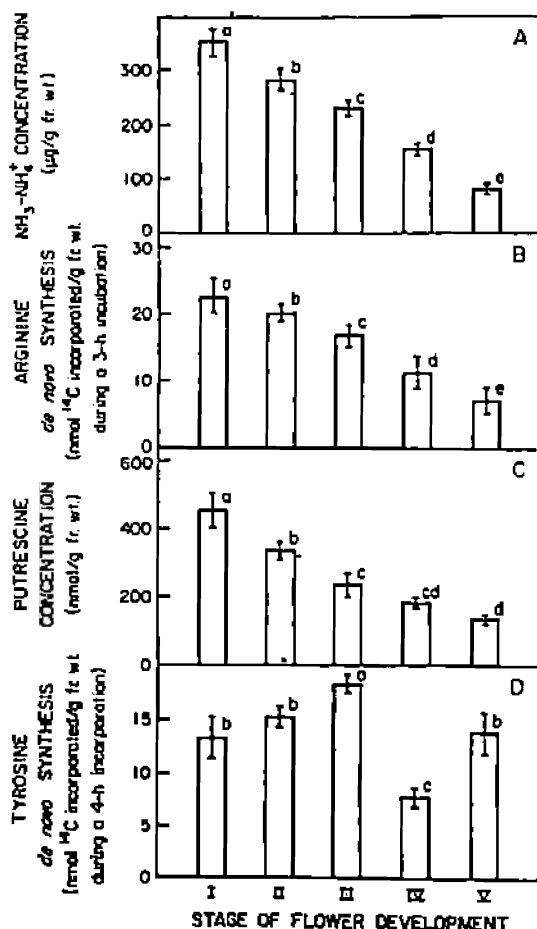 NH₃-NH₄⁺ CONCENTRATION
(µg/g fr. wt.)
300
200
100
0
A
a
b
c
d
e
ARGININE
de novo SYNTHESIS
(nmol ¹⁴C incorporated/g fr. wt.
during a 3-h incubation)
30
20
10
0
B
a
b
c
d
e
PUTRESCINE
CONCENTRATION
(nmol/g fr. wt.)
600
400
200
0
C
a
b
c
cd
d
TYROSINE
de novo SYNTHESIS
[nmol ¹⁴C incorporated/g fr. wt.
during a 4-h incorporation)
15
10
5
0
D
b
b
a
c
b
I
II
III
IV
V
STAGE OF FLOWER DEVELOPMENT